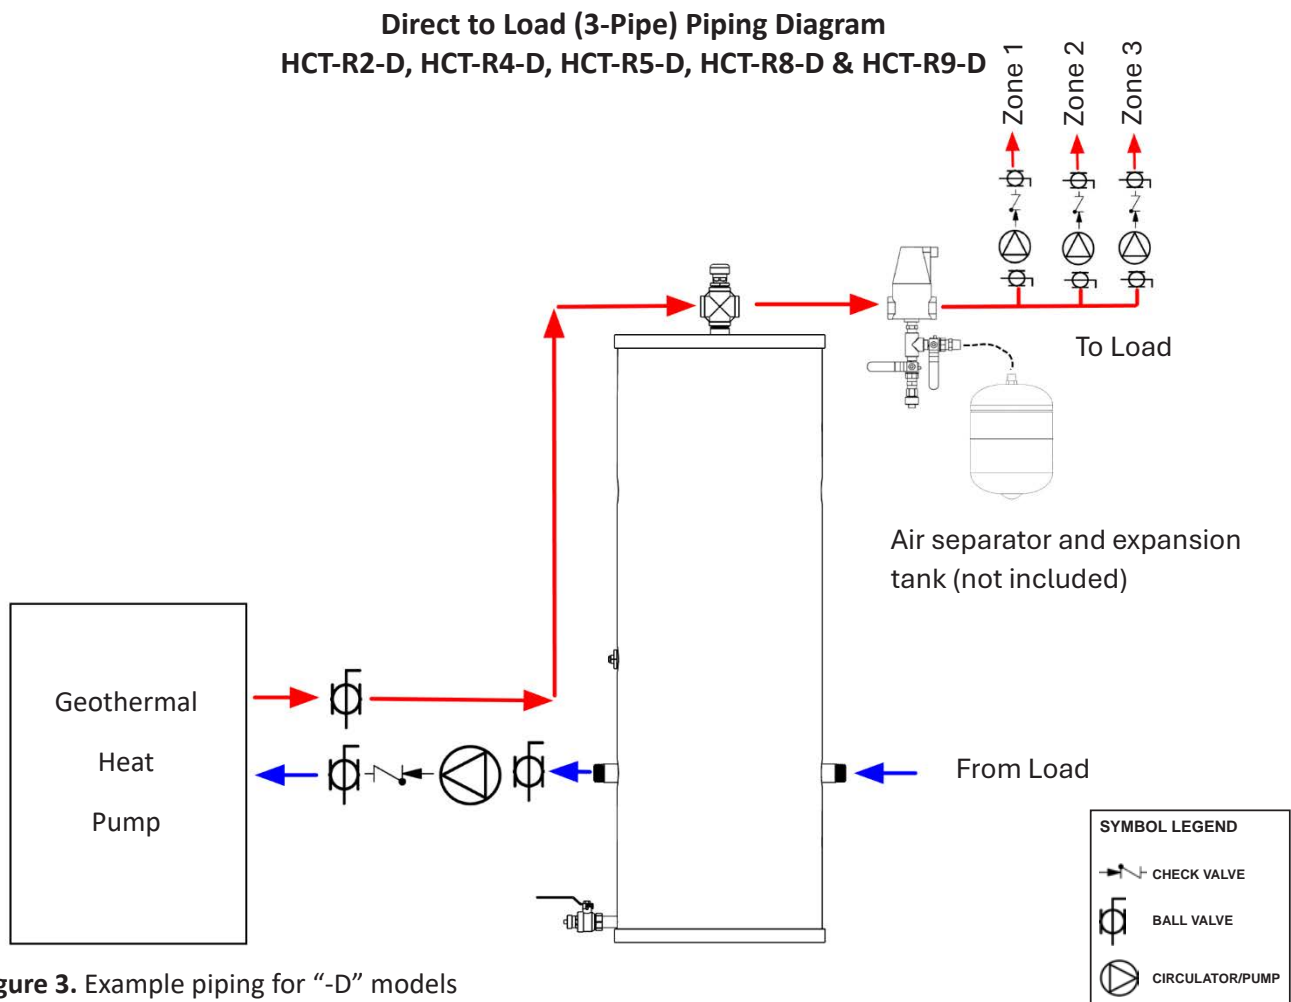 Direct to Load (3-Pipe) Piping Diagram
HCT-R2-D, HCT-R4-D, HCT-R5-D, HCT-R8-D & HCT-R9-D
Zone 1
Zone 2
Zone 3
To Load
Air separator and expansion
tank (not included)
Geothermal
Heat
Pump
From Load
SYMBOL LEGEND
CHECK VALVE
BALL VALVE
CIRCULATOR/PUMP
gure 3. Example piping for “-D” models